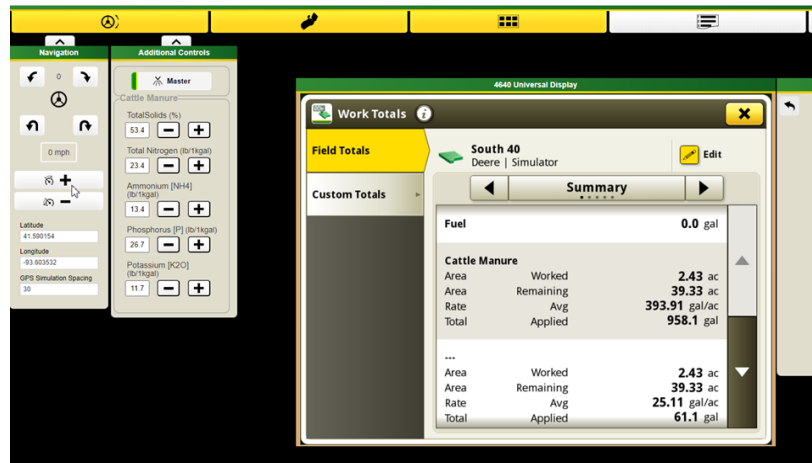 Navigation
0
0 mph
Latitude
41.590154
Longitude
-93.603532
GPS Simulation Spacing
30
Additional Controls
Master
Cattle Manure
TotalSolids (%)
53.4
Total Nitrogen (lb/1kgal)
23.4
Ammonium [NH4]
(lb/1kgal)
13.4
Phosphorus [P] (lb/1kgal)
26.7
Potassium [K2O]
(lb/1kgal)
11.7
4640 Universal Display
Work Totals
Field Totals
Custom Totals
South 40
Deere | Simulator
Edit
Summary
Fuel 0.0 gal
Cattle Manure
Area Worked 2.43 ac
Area Remaining 39.33 ac
Rate Avg 393.91 gal/ac
Total Applied 958.1 gal
---
Area Worked 2.43 ac
Area Remaining 39.33 ac
Rate Avg 25.11 gal/ac
Total Applied 61.1 gal